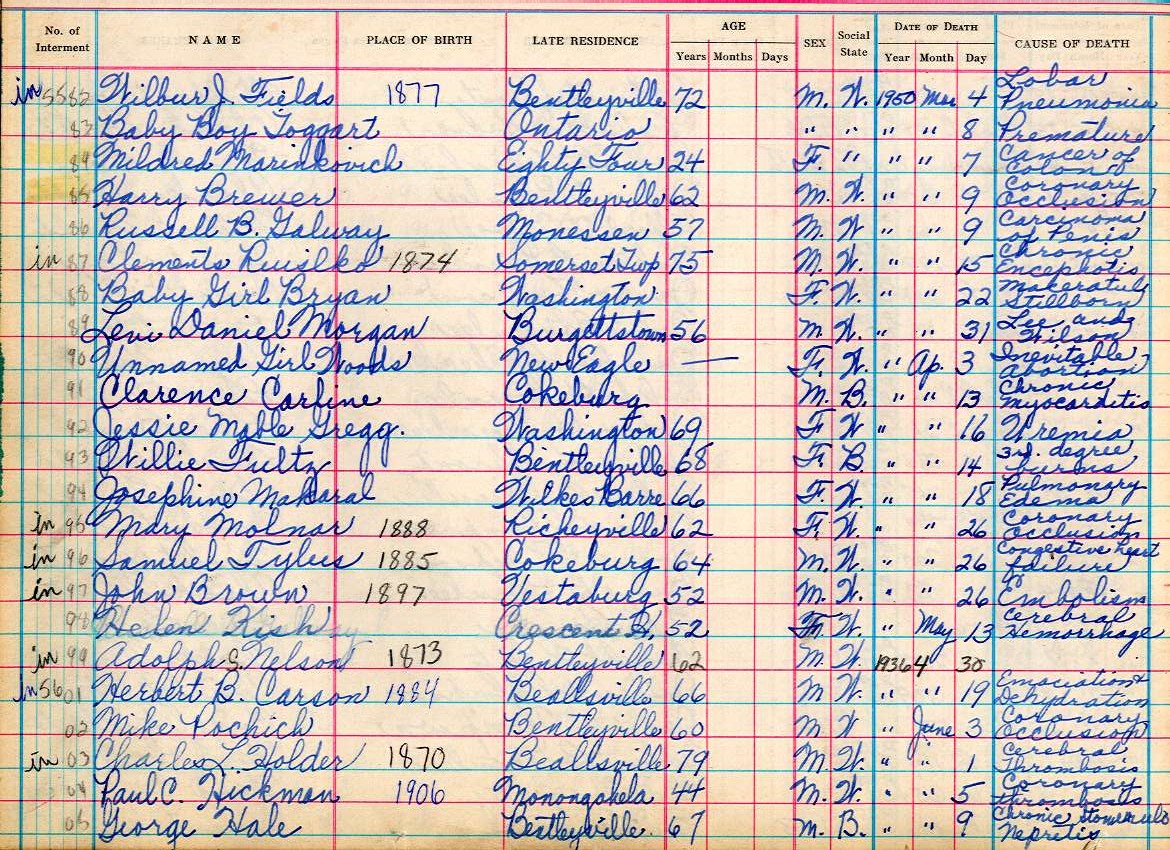 No. of Interment NAME PLACE OF BIRTH LATE RESIDENCE AGE Years Months Days SEX Social State DATE OF DEATH Year Month Day CAUSE OF DEATH
in 5582 Wilbur J. Fields 1877 Bentleyville 72 M. W. 1950 Mar 4 Lobar Pneumonia
83 Baby Boy Toggart Ontario " " " " 8 Premature
84 Mildred Marinkovich Eighty Four 24 F. " " " 7 Cancer of Colon
85 Harry Brewer Bentleyville 62 M. W. " " 9 Coronary Occlusion
86 Russell B. Galway Monessen 57 M. W " " 9 Carcinoma of Penis
in 87 Clements 1874 Somerset Twp 75 M. W. " " 15 Chronic
88 Baby Girl Bryan Washington F. W. " " 22 Stillborn
89 Levi Daniel Morgan Burgettstown 56 M. W. " " 31
90 Unnamed Girl Woods New Eagle — F. W. " Ap. 3 Inevitable Abortion
91 Clarence Carfine Cokeburg M. B. " " 13 Chronic myocarditis
92 Jessie Mable Gregg. Washington 69 F W " " 16 Uremia
93 Willie Fultz Bentleyville 68 F. B. " " 14 3rd. degree burns
94 Josephine Makaral Wilkes Barre 66 F. W. " " 18 Pulmonary Edema
in 95 Mary Molnar 1888 Richeyville 62 F. W. " " 26 Coronary Occlusion
in 96 Samuel Tylus 1885 Cokeburg 64 M. W. " " 26 Congestive heart failure
in 97 John Brown 1897 Vestaburg 52 M. W. " " 26 Embolism
98 Helen Kish Crescent H. 52 F. W. " May 13 Cerebral Hemorrhage
in 99 Adolph S. Nelson 1873 Bentleyville 62 M. W. 1936 4 30
In 5601 Herbert B. Carson 1884 Beallsville 66 M W. " " 19 Emaciation & Dehydration
02 Mike Pochich Bentleyville 60 M W " June 3 Coronary Occlusion
in 03 Charles L. Holder 1870 Beallsville 79 M. W. " " 1 Cerebral Thrombosis
04 Paul C. Hickman 1906 Monongahela 44 M. W. " " 5 Coronary thrombosis
05 George Hale Bentleyville. 67 M. B. " " 9 Chronic